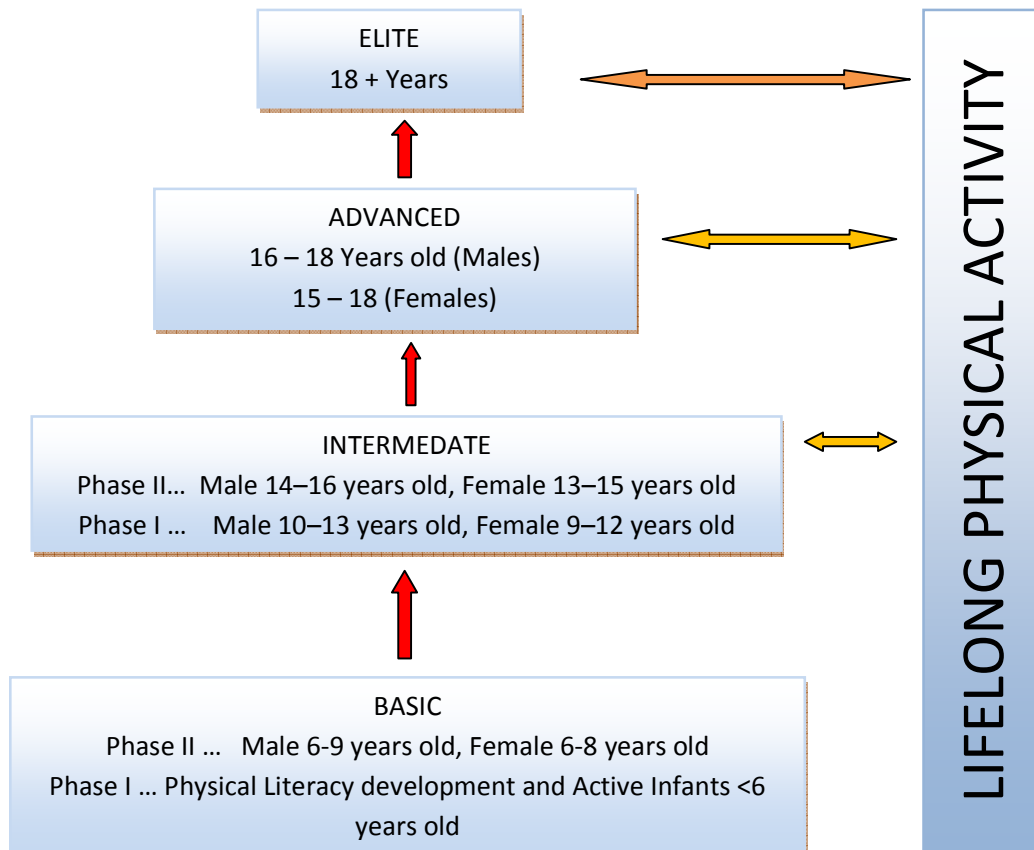 ELITE
18 + Years
ADVANCED
16 – 18 Years old (Males)
15 – 18 (Females)
INTERMEDATE
Phase II… Male 14–16 years old, Female 13–15 years old
Phase I … Male 10–13 years old, Female 9–12 years old
BASIC
Phase II … Male 6-9 years old, Female 6-8 years old
Phase I … Physical Literacy development and Active Infants <6
years old
LIFELONG PHYSICAL ACTIVITY